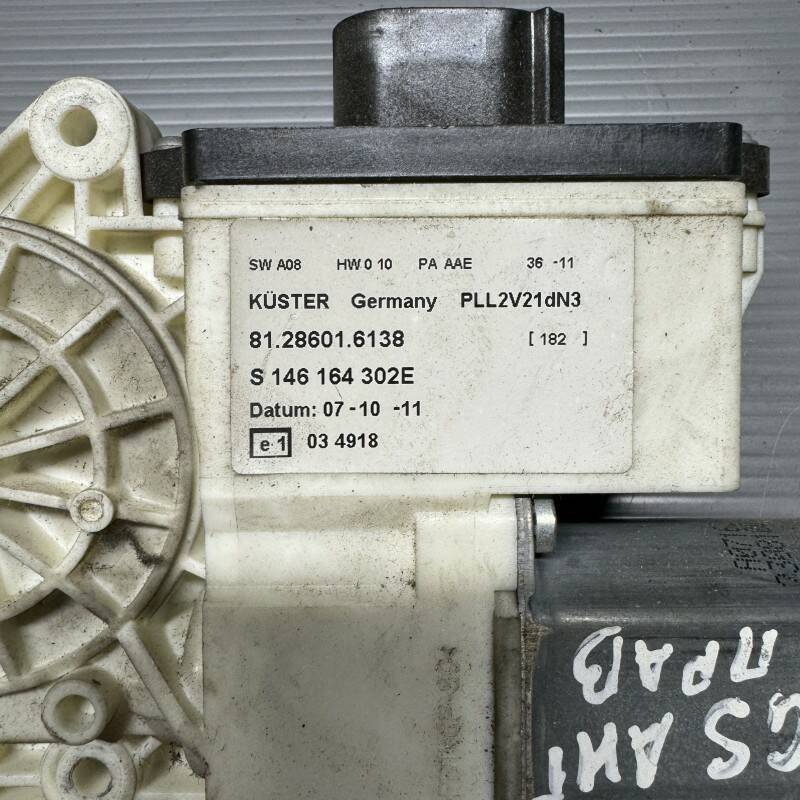 SW A08 HW 0 10 PA AAE 36 -11
KÜSTER Germany PLL2V21dN3
81.28601.6138 [ 182 ]
S 146 164 302E
Datum: 07-10 -11
e 1 03 4918
ПРАВ